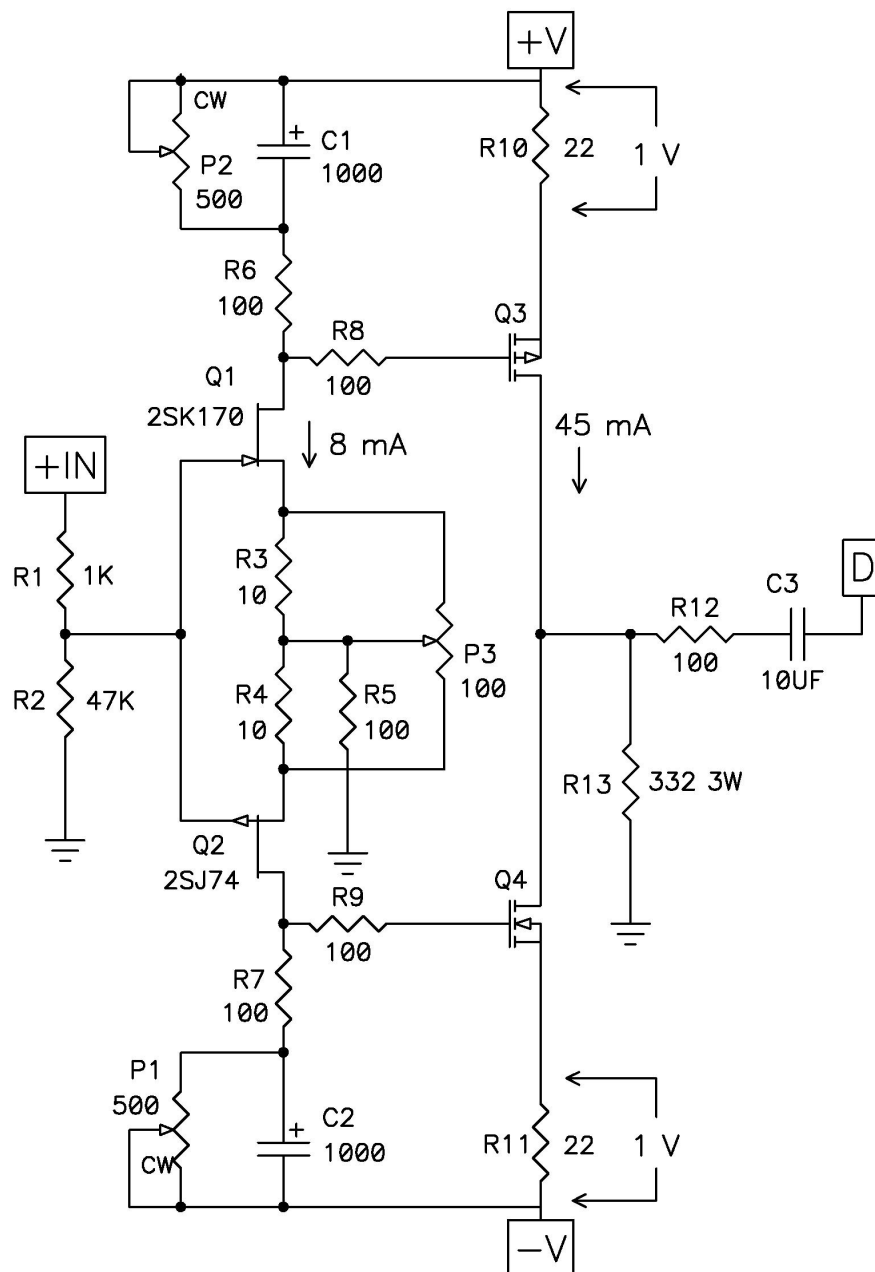 +V
CW
P2
500
+
C1
1000
R10
22
1 V
R6
100
R8
100
Q3
Q1
2SK170
8 mA
45 mA
+IN
R1
1K
R3
10
R2
47K
R4
10
R5
100
P3
100
R12
100
C3
10UF
D
R13
332 3W
Q2
2SJ74
R9
100
Q4
R7
100
P1
500
CW
+
C2
1000
R11
22
1 V
-V